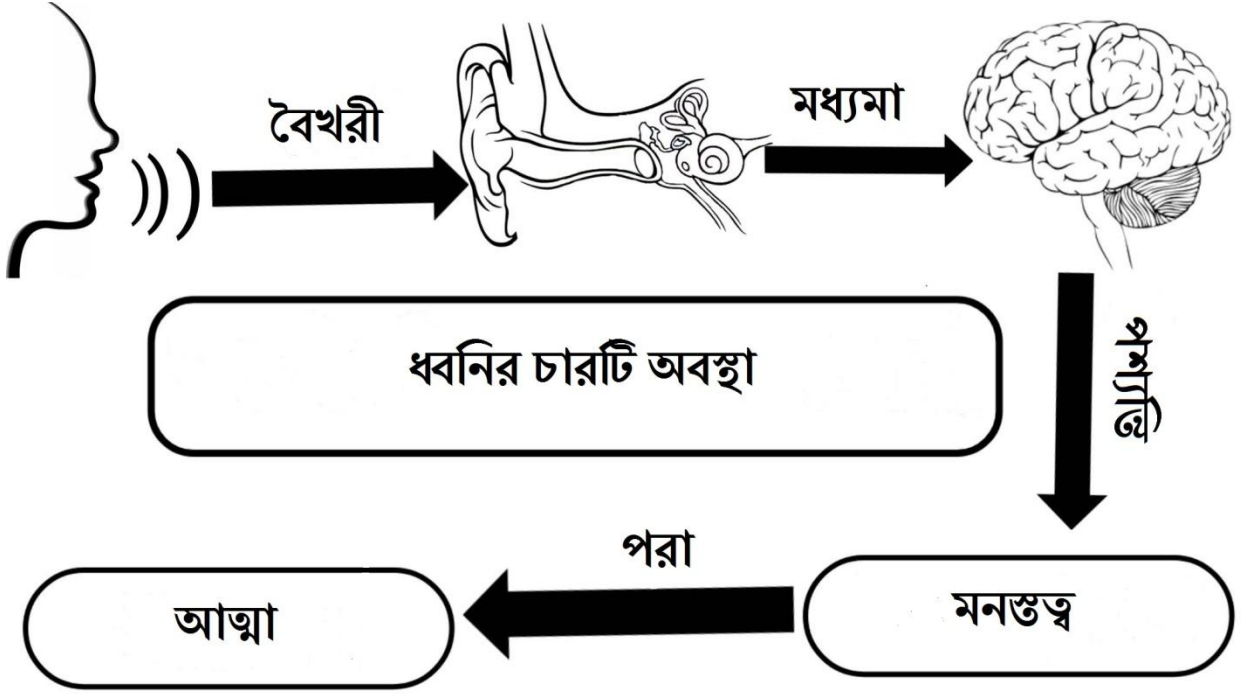 বৈখরী
মধ্যমা
পশ্যন্তি
ধ্বনির চারটি অবস্থা
পরা
মনস্তত্ব
আত্মা